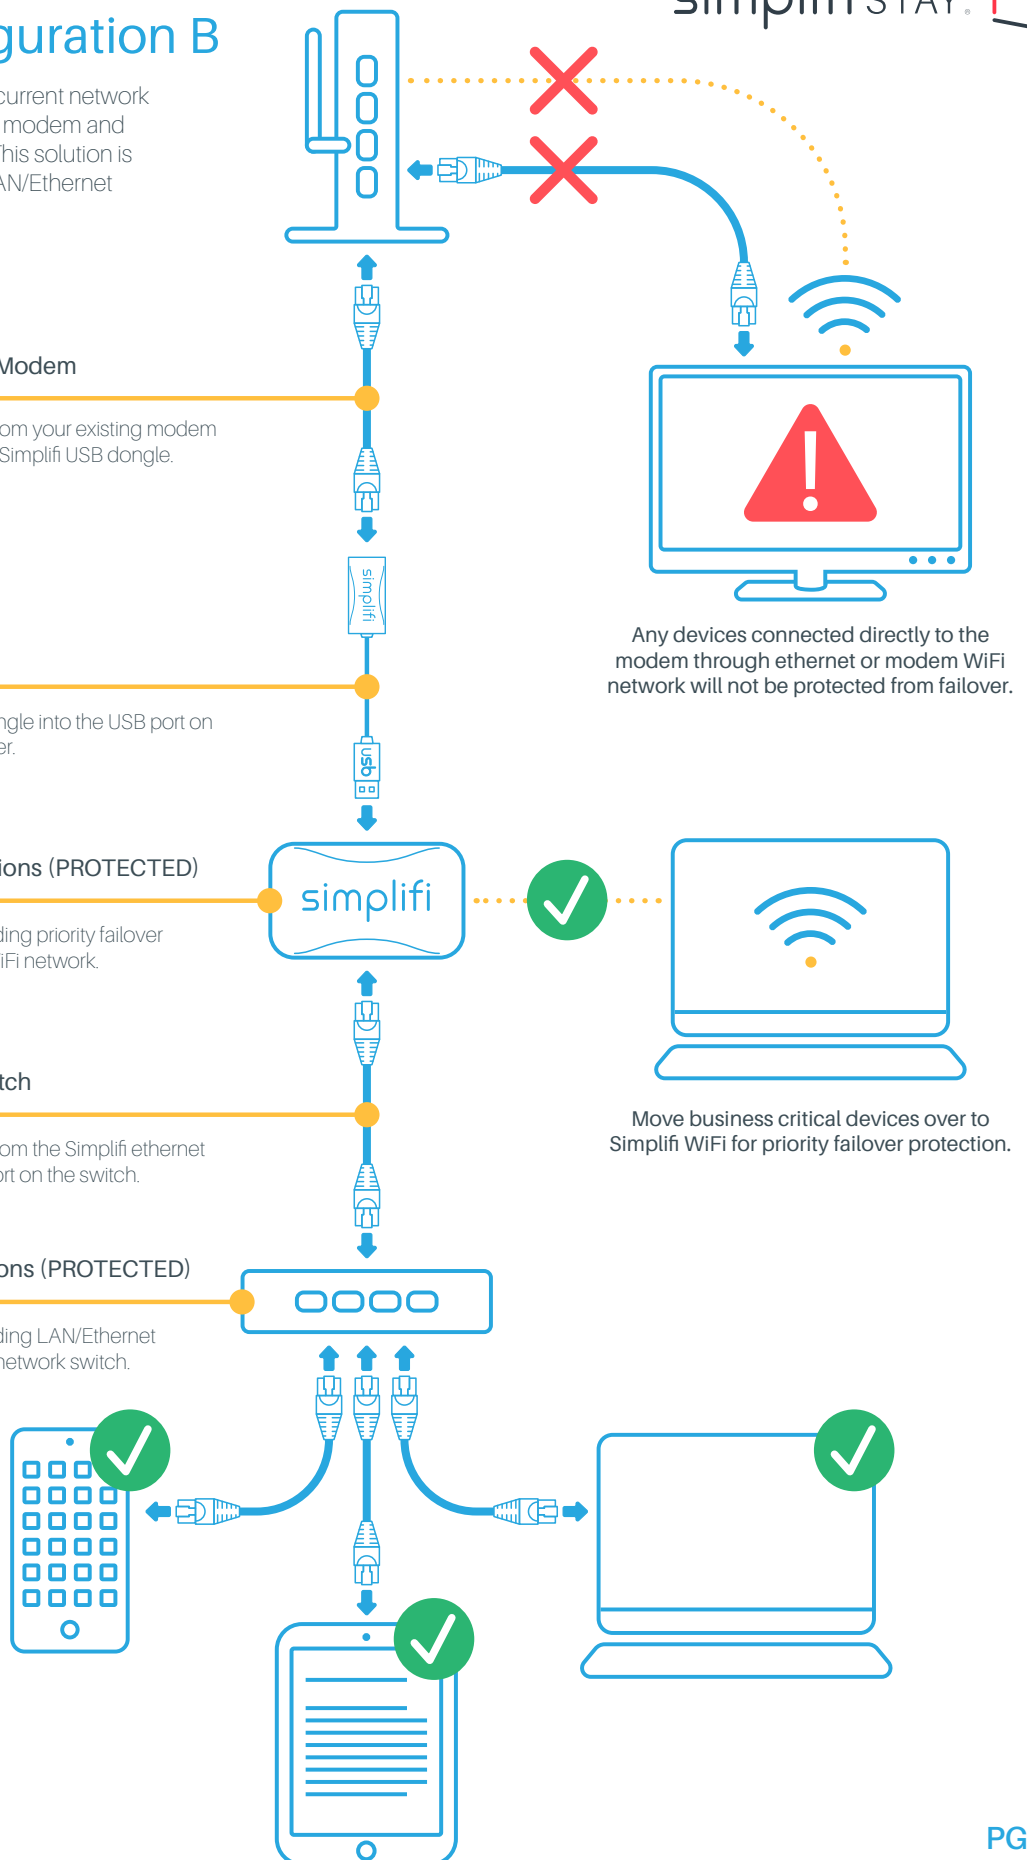 simplifi STAY.®
guration B
current network
modem and
This solution is
AN/Ethernet
Modem
om your existing modem
Simplifi USB dongle.
simplifi
Any devices connected directly to the
modem through ethernet or modem WiFi
network will not be protected from failover.
ngle into the USB port on
er.
usb
ions (PROTECTED)
simplifi
ding priority failover
iFi network.
tch
om the Simplifi ethernet
ort on the switch.
Move business critical devices over to
Simplifi WiFi for priority failover protection.
ons (PROTECTED)
ding LAN/Ethernet
network switch.
PG